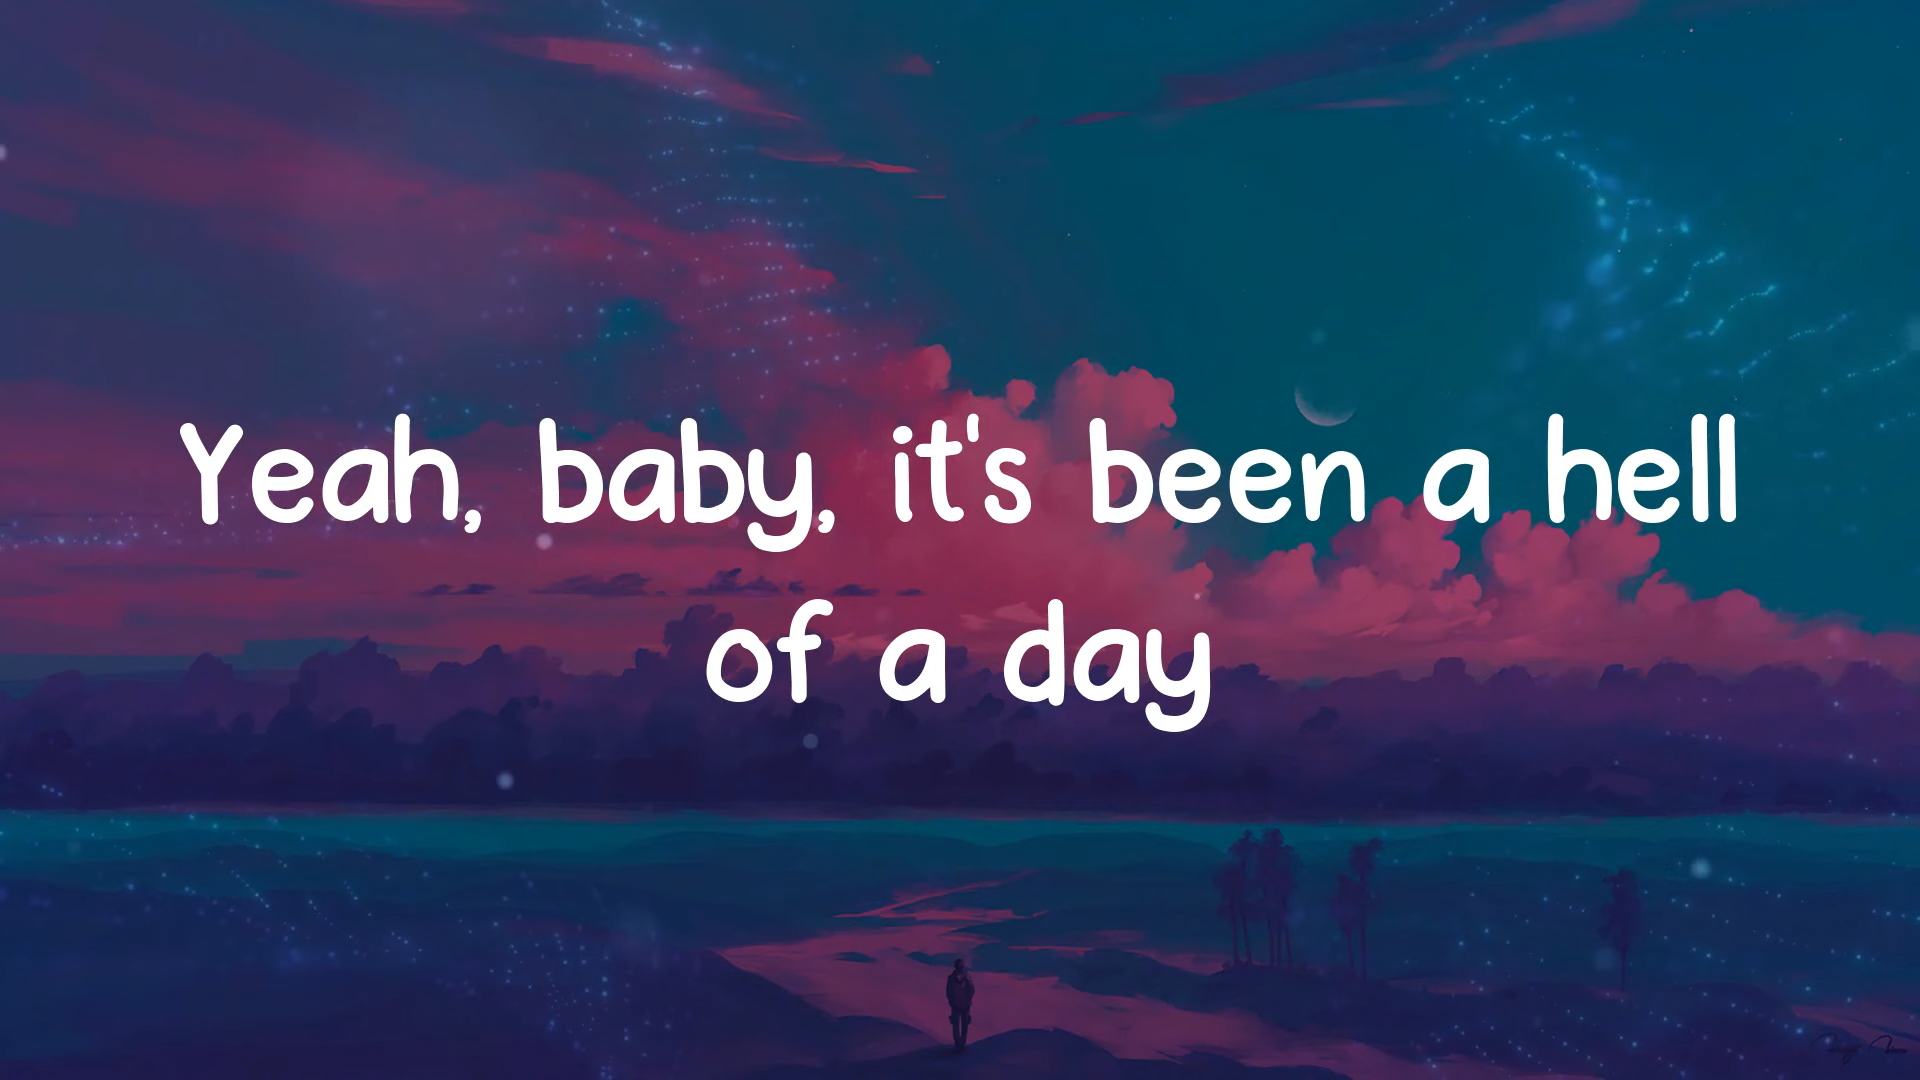 Yeah, baby, it's been a hell
of a day